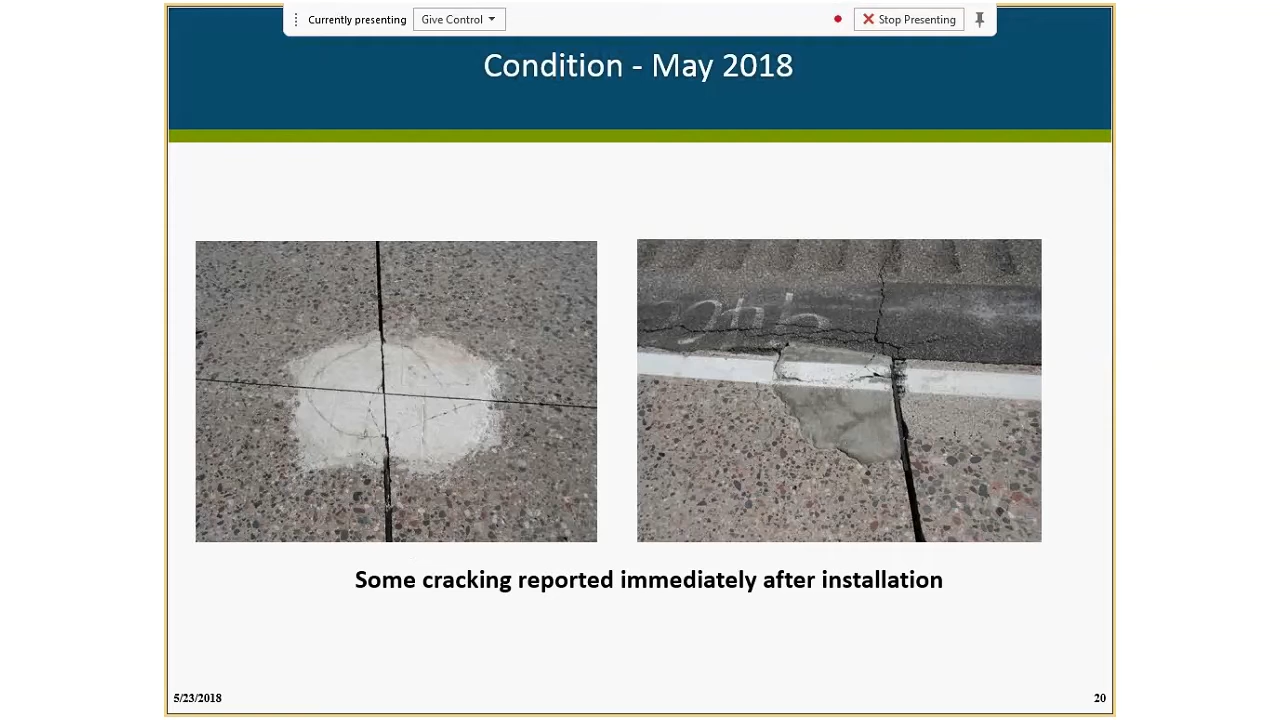 Currently presenting
Give Control
Stop Presenting
Condition - May 2018
Some cracking reported immediately after installation
5/23/2018
20